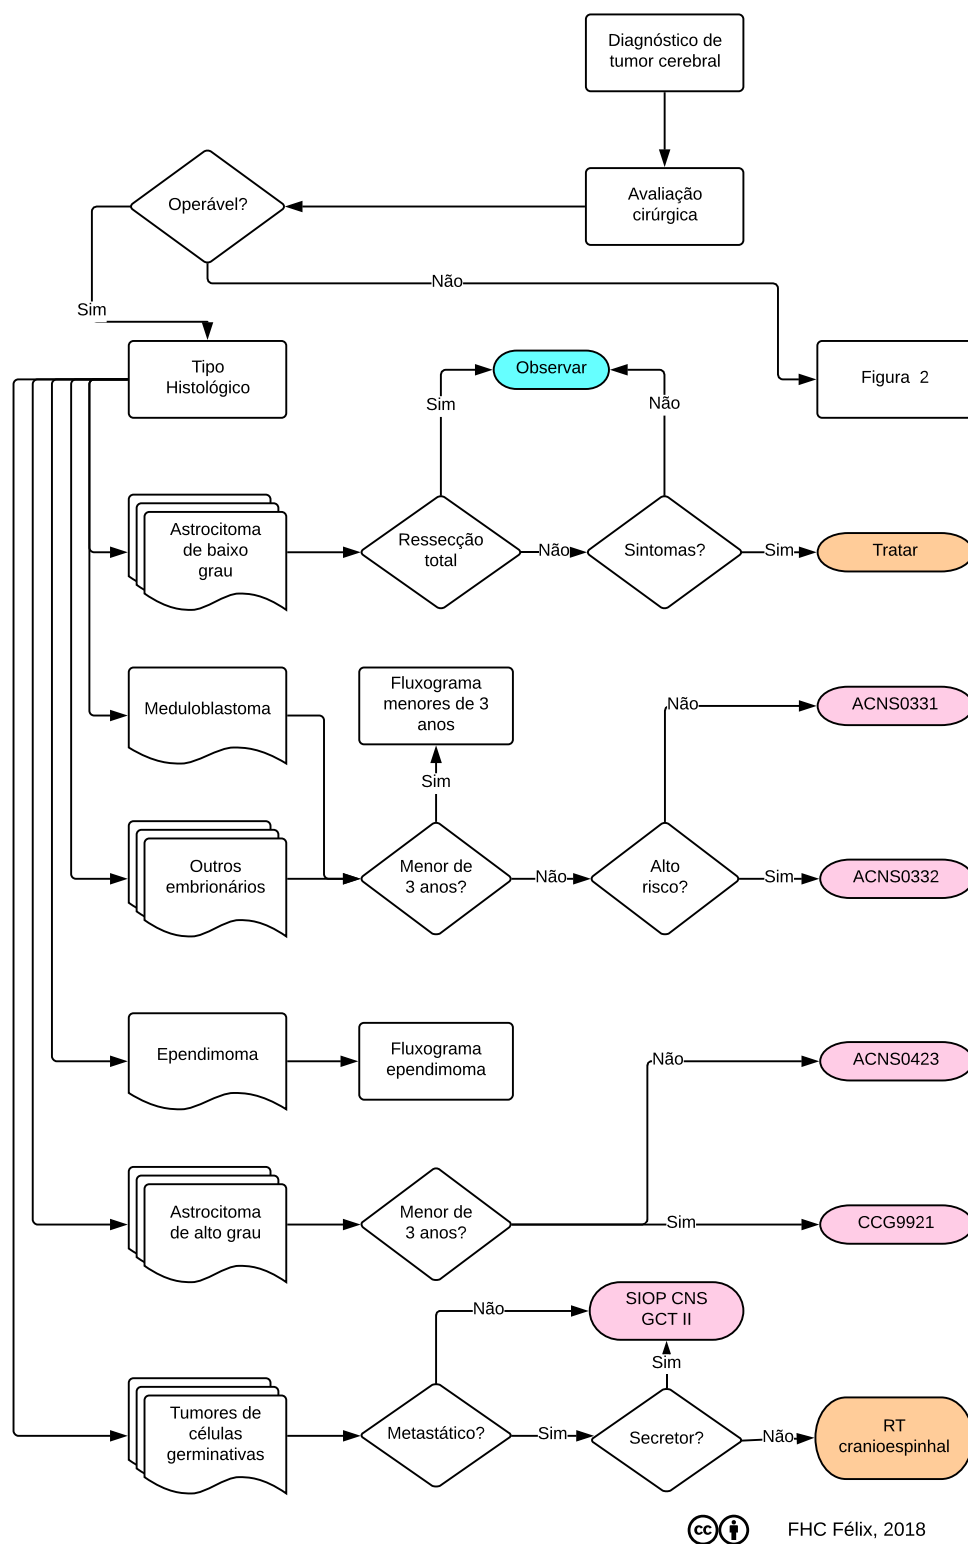 Diagnóstico de
tumor cerebral
Avaliação
cirúrgica
Operável?
Não
Sim
Tipo
Histológico
Observar
Figura 2
Sim
Não
Astrocitoma
de baixo
grau
Ressecção
total
Não
Sintomas?
Sim
Tratar
Meduloblastoma
Fluxograma
menores de 3
anos
Não
ACNS0331
Sim
Outros
embrionários
Menor de
3 anos?
Não
Alto
risco?
Sim
ACNS0332
Ependimoma
Fluxograma
ependimoma
Não
ACNS0423
Astrocitoma
de alto grau
Menor de
3 anos?
Sim
CCG9921
Não
SIOP CNS
GCT II
Sim
Tumores de
células
germinativas
Metastático?
Sim
Secretor?
Não
RT
cranioespinhal
cc
FHC Félix, 2018